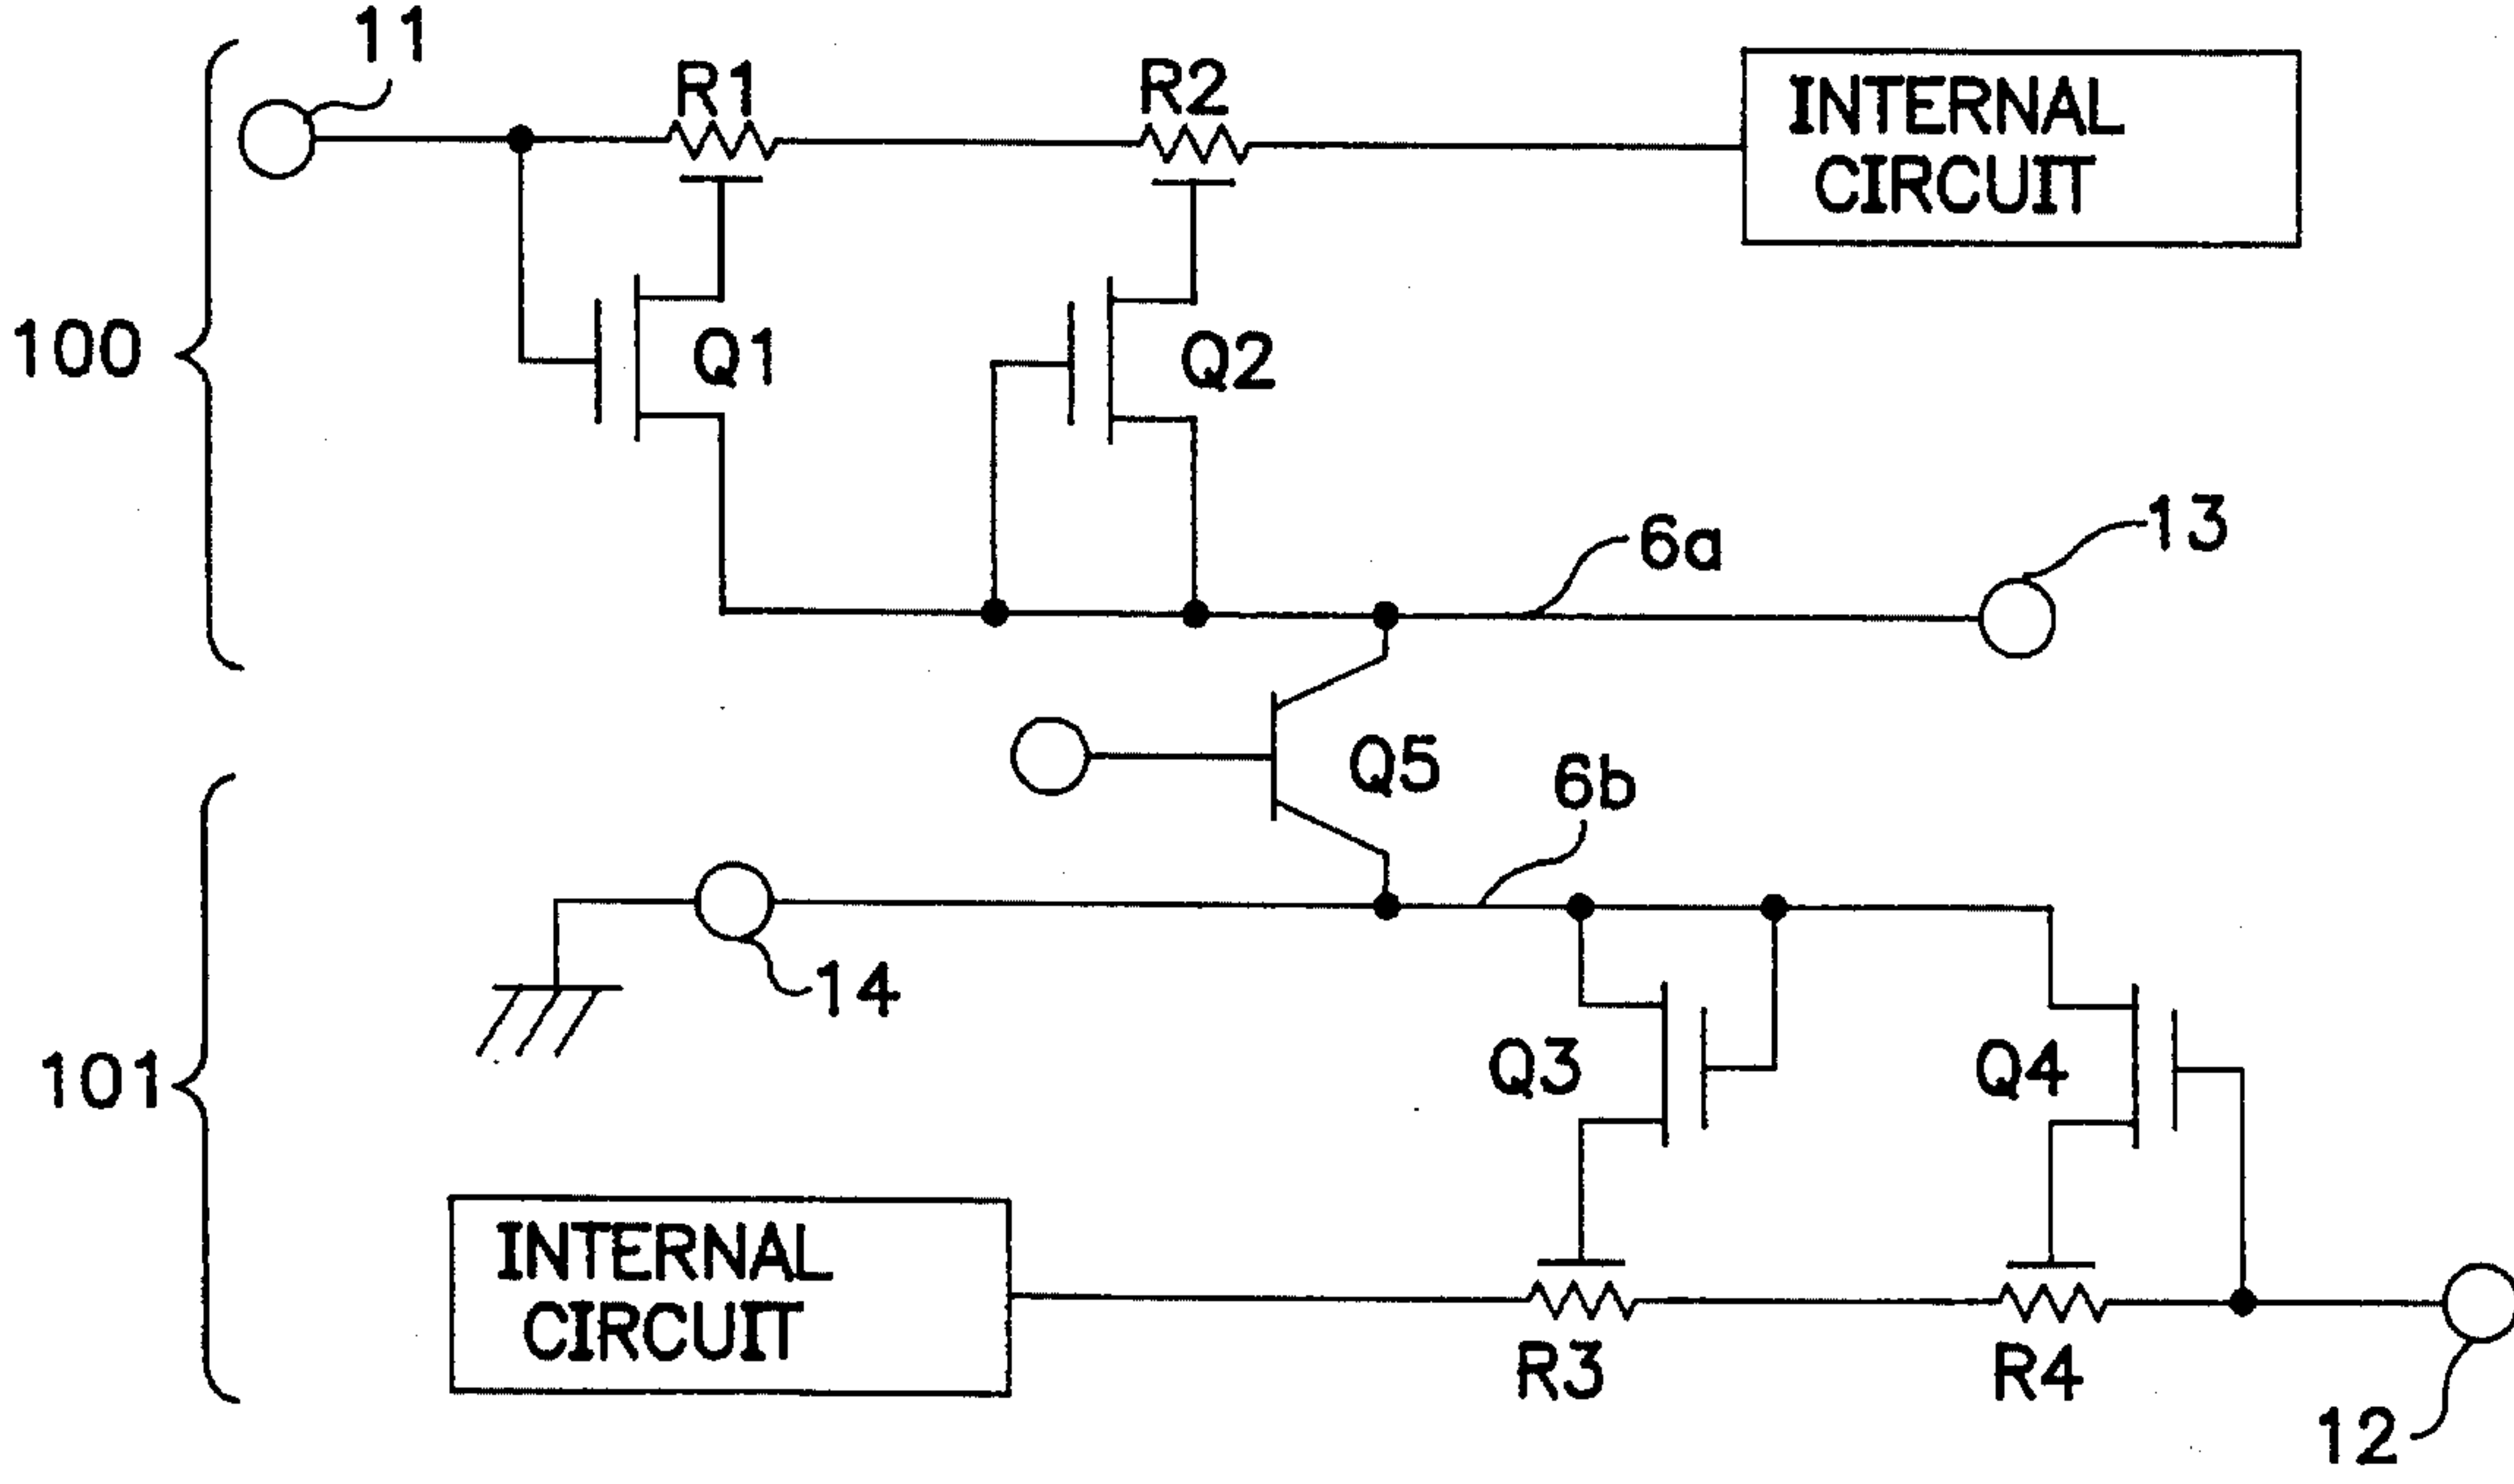 11
R1
R2
INTERNAL
CIRCUIT
100
Q1
Q2
6a
13
Q5
6b
14
101
Q3
Q4
INTERNAL
CIRCUIT
R3
R4
12